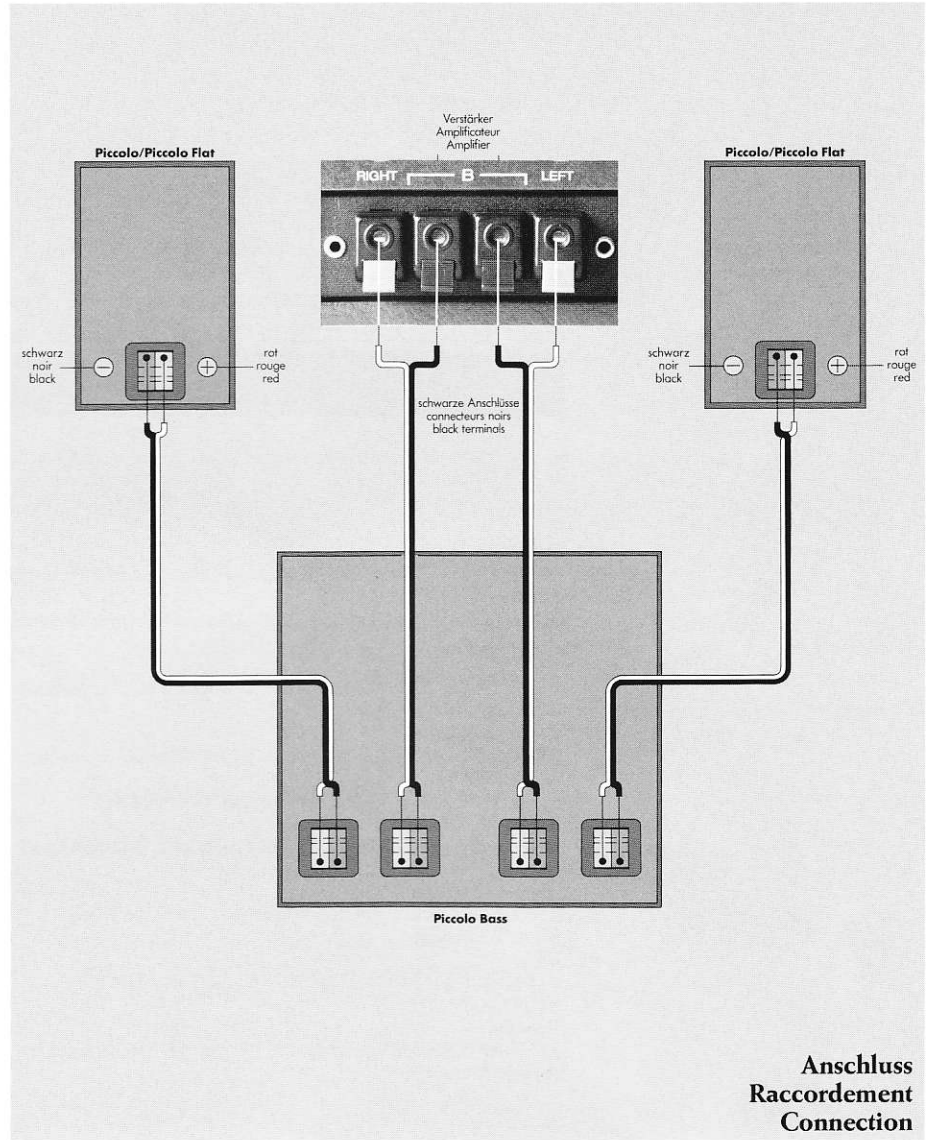 Verstärker
Amplificateur
Amplifier
Piccolo/Piccolo Flat
Piccolo/Piccolo Flat
RIGHT B LEFT
schwarz
noir
black
−
+
rot
rouge
red
schwarz
noir
black
−
+
rot
rouge
red
schwarze Anschlüsse
connecteurs noirs
black terminals
Piccolo Bass
Anschluss
Raccordement
Connection